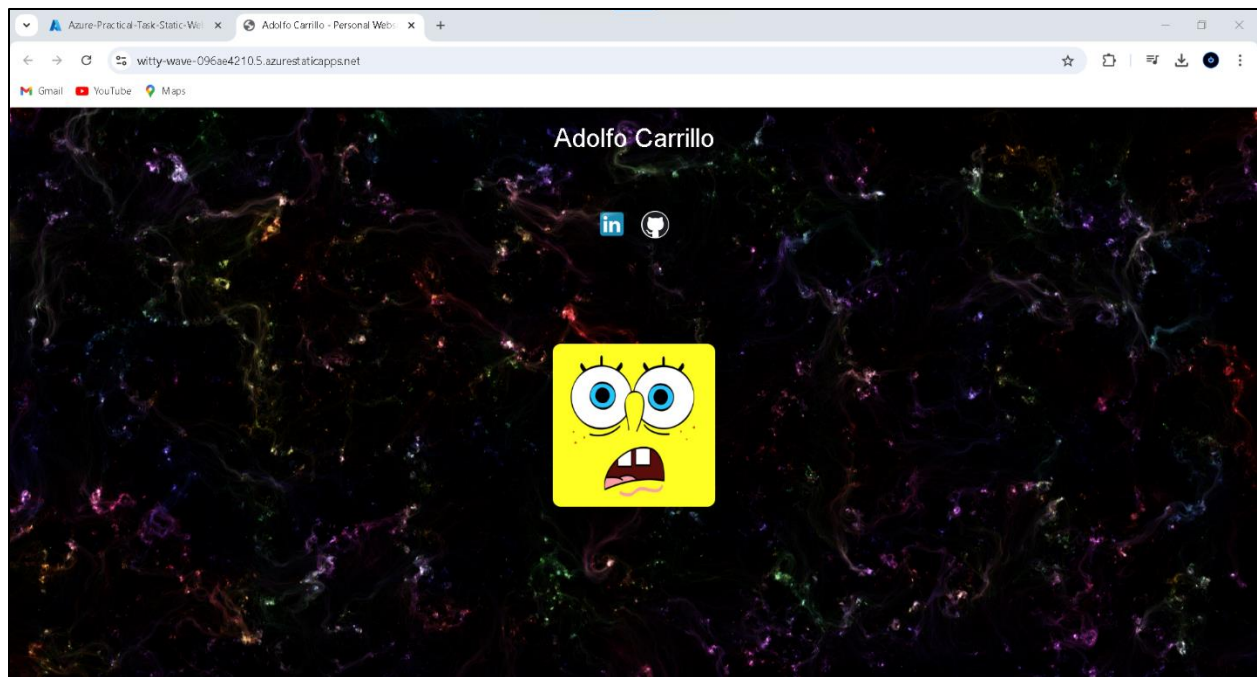 Azure-Practical-Task-Static-We
Adolfo Carrillo - Personal Webs
witty-wave-096ae4210.5.azurestaticapps.net
Gmail YouTube Maps
Adolfo Carrillo
in